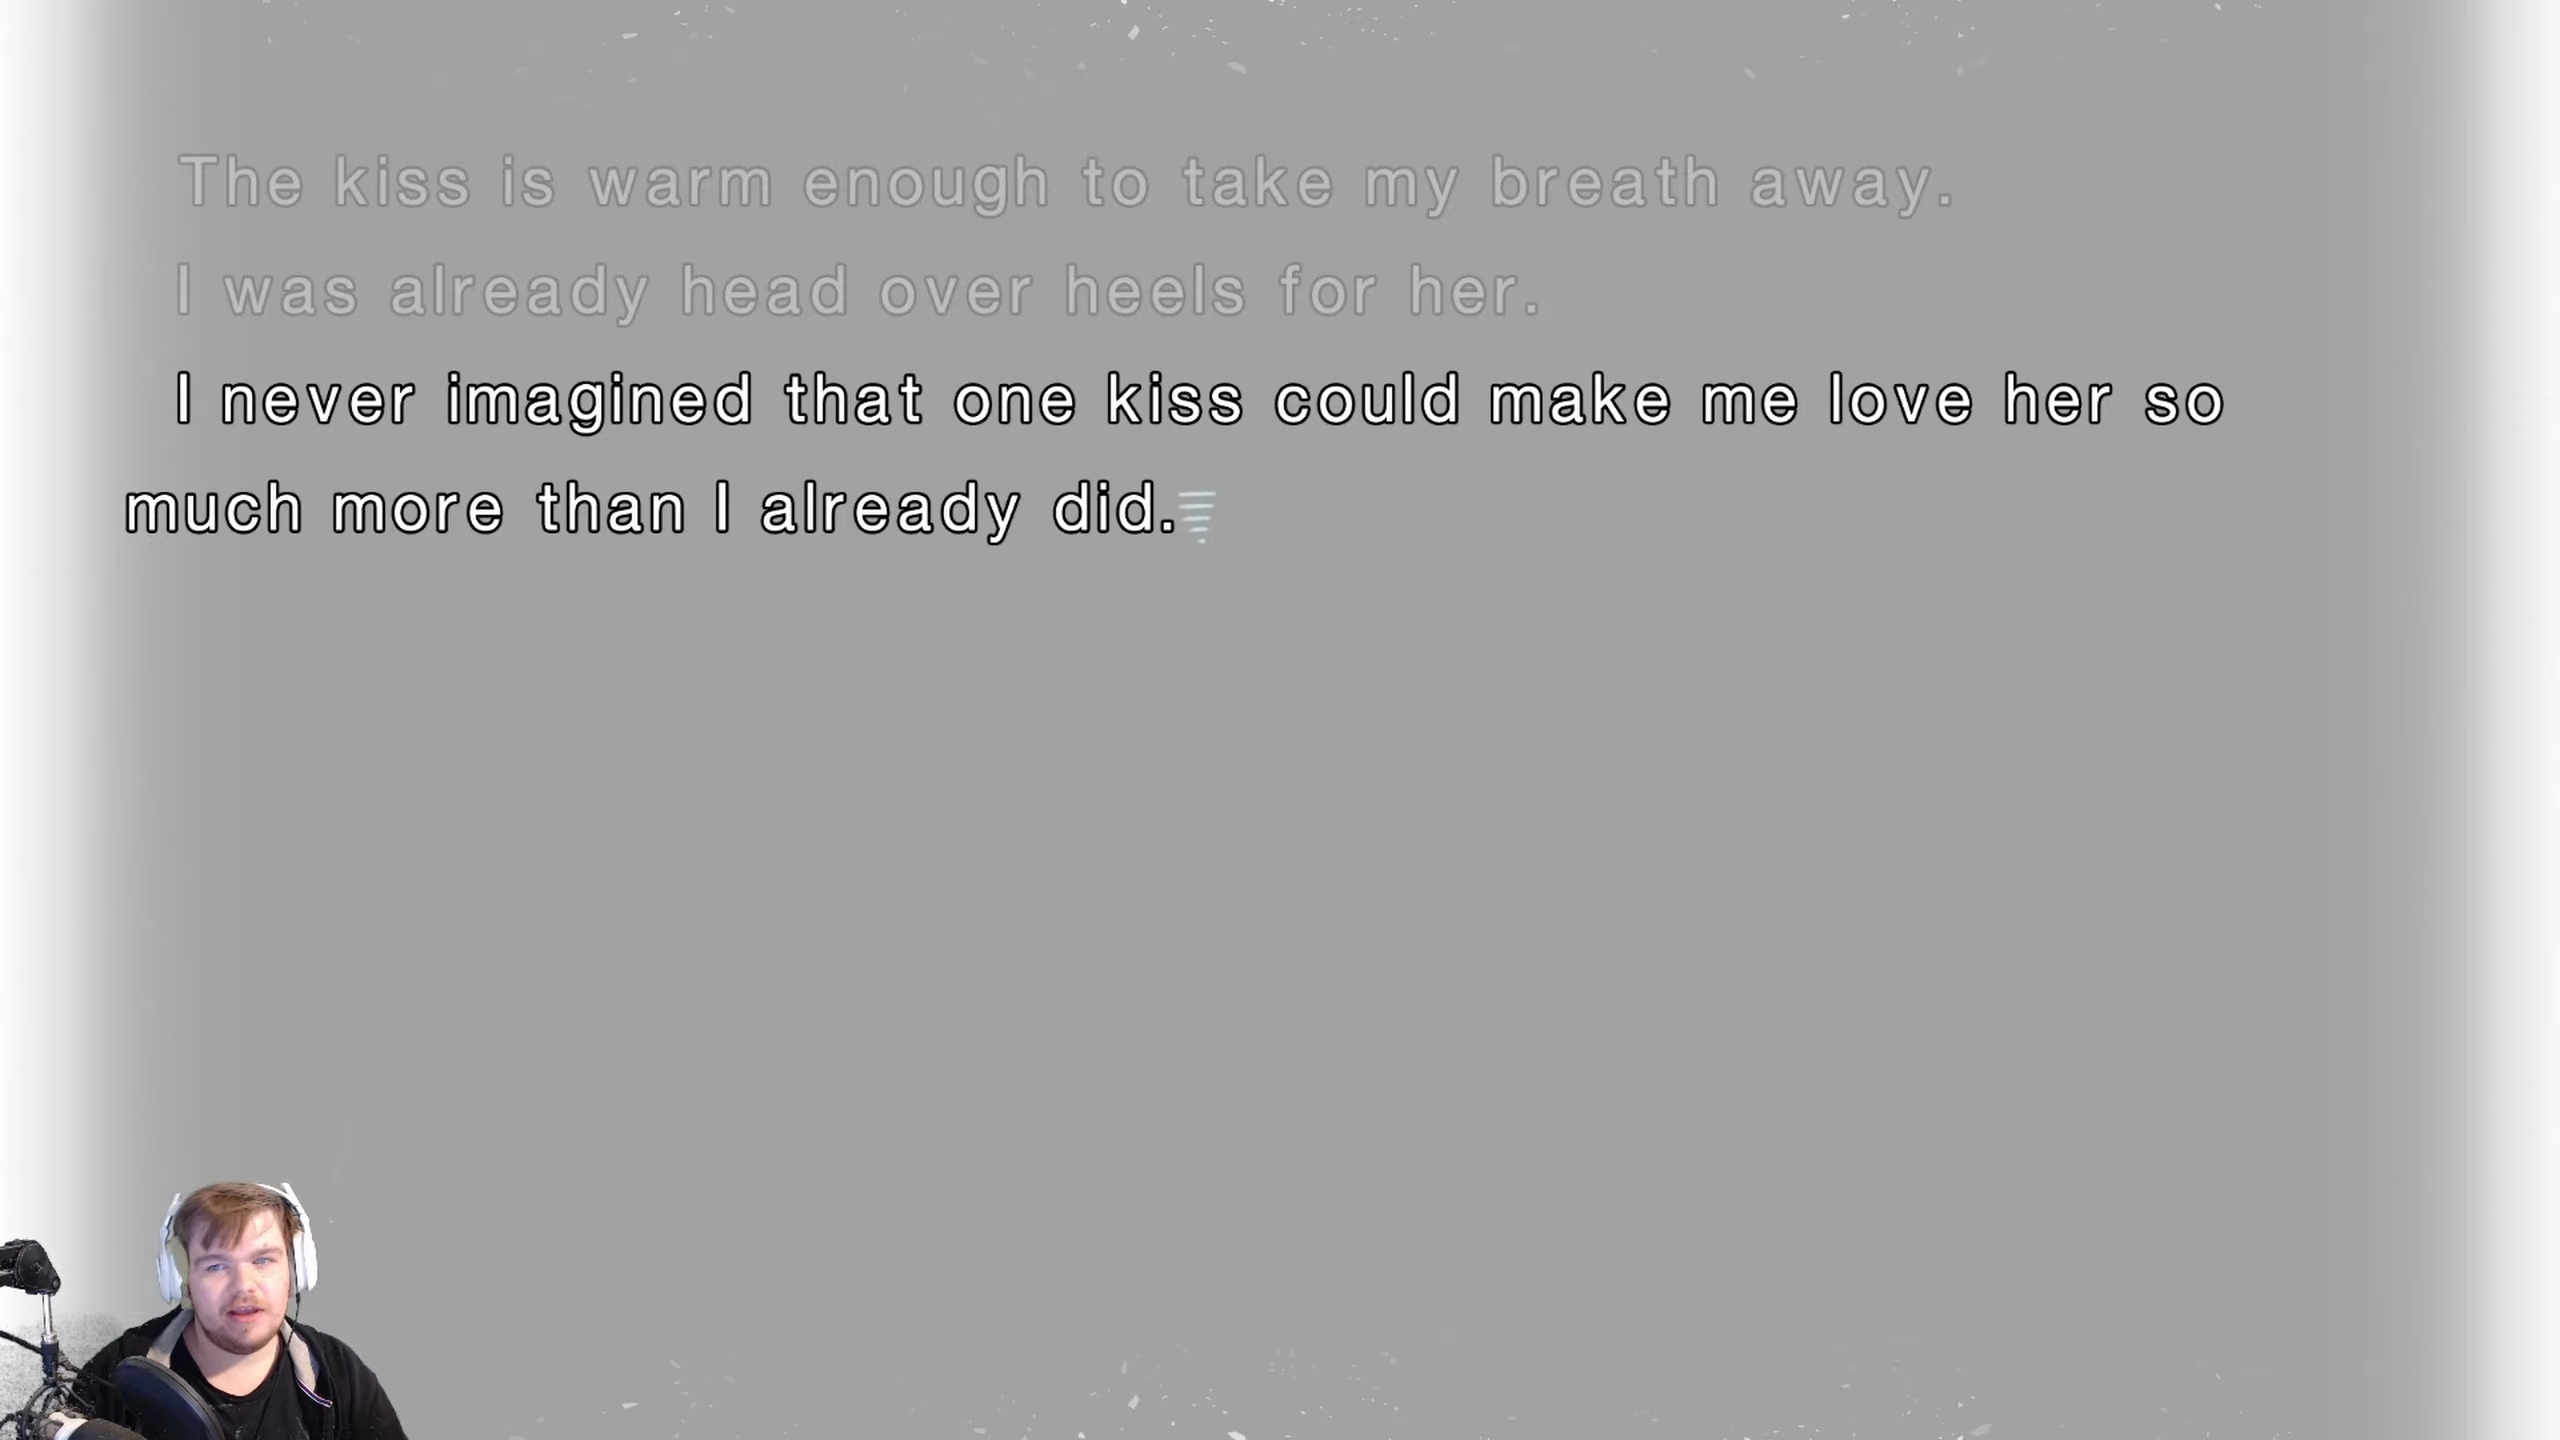 The kiss is warm enough to take my breath away.
I was already head over heels for her.
I never imagined that one kiss could make me love her so
much more than I already did.